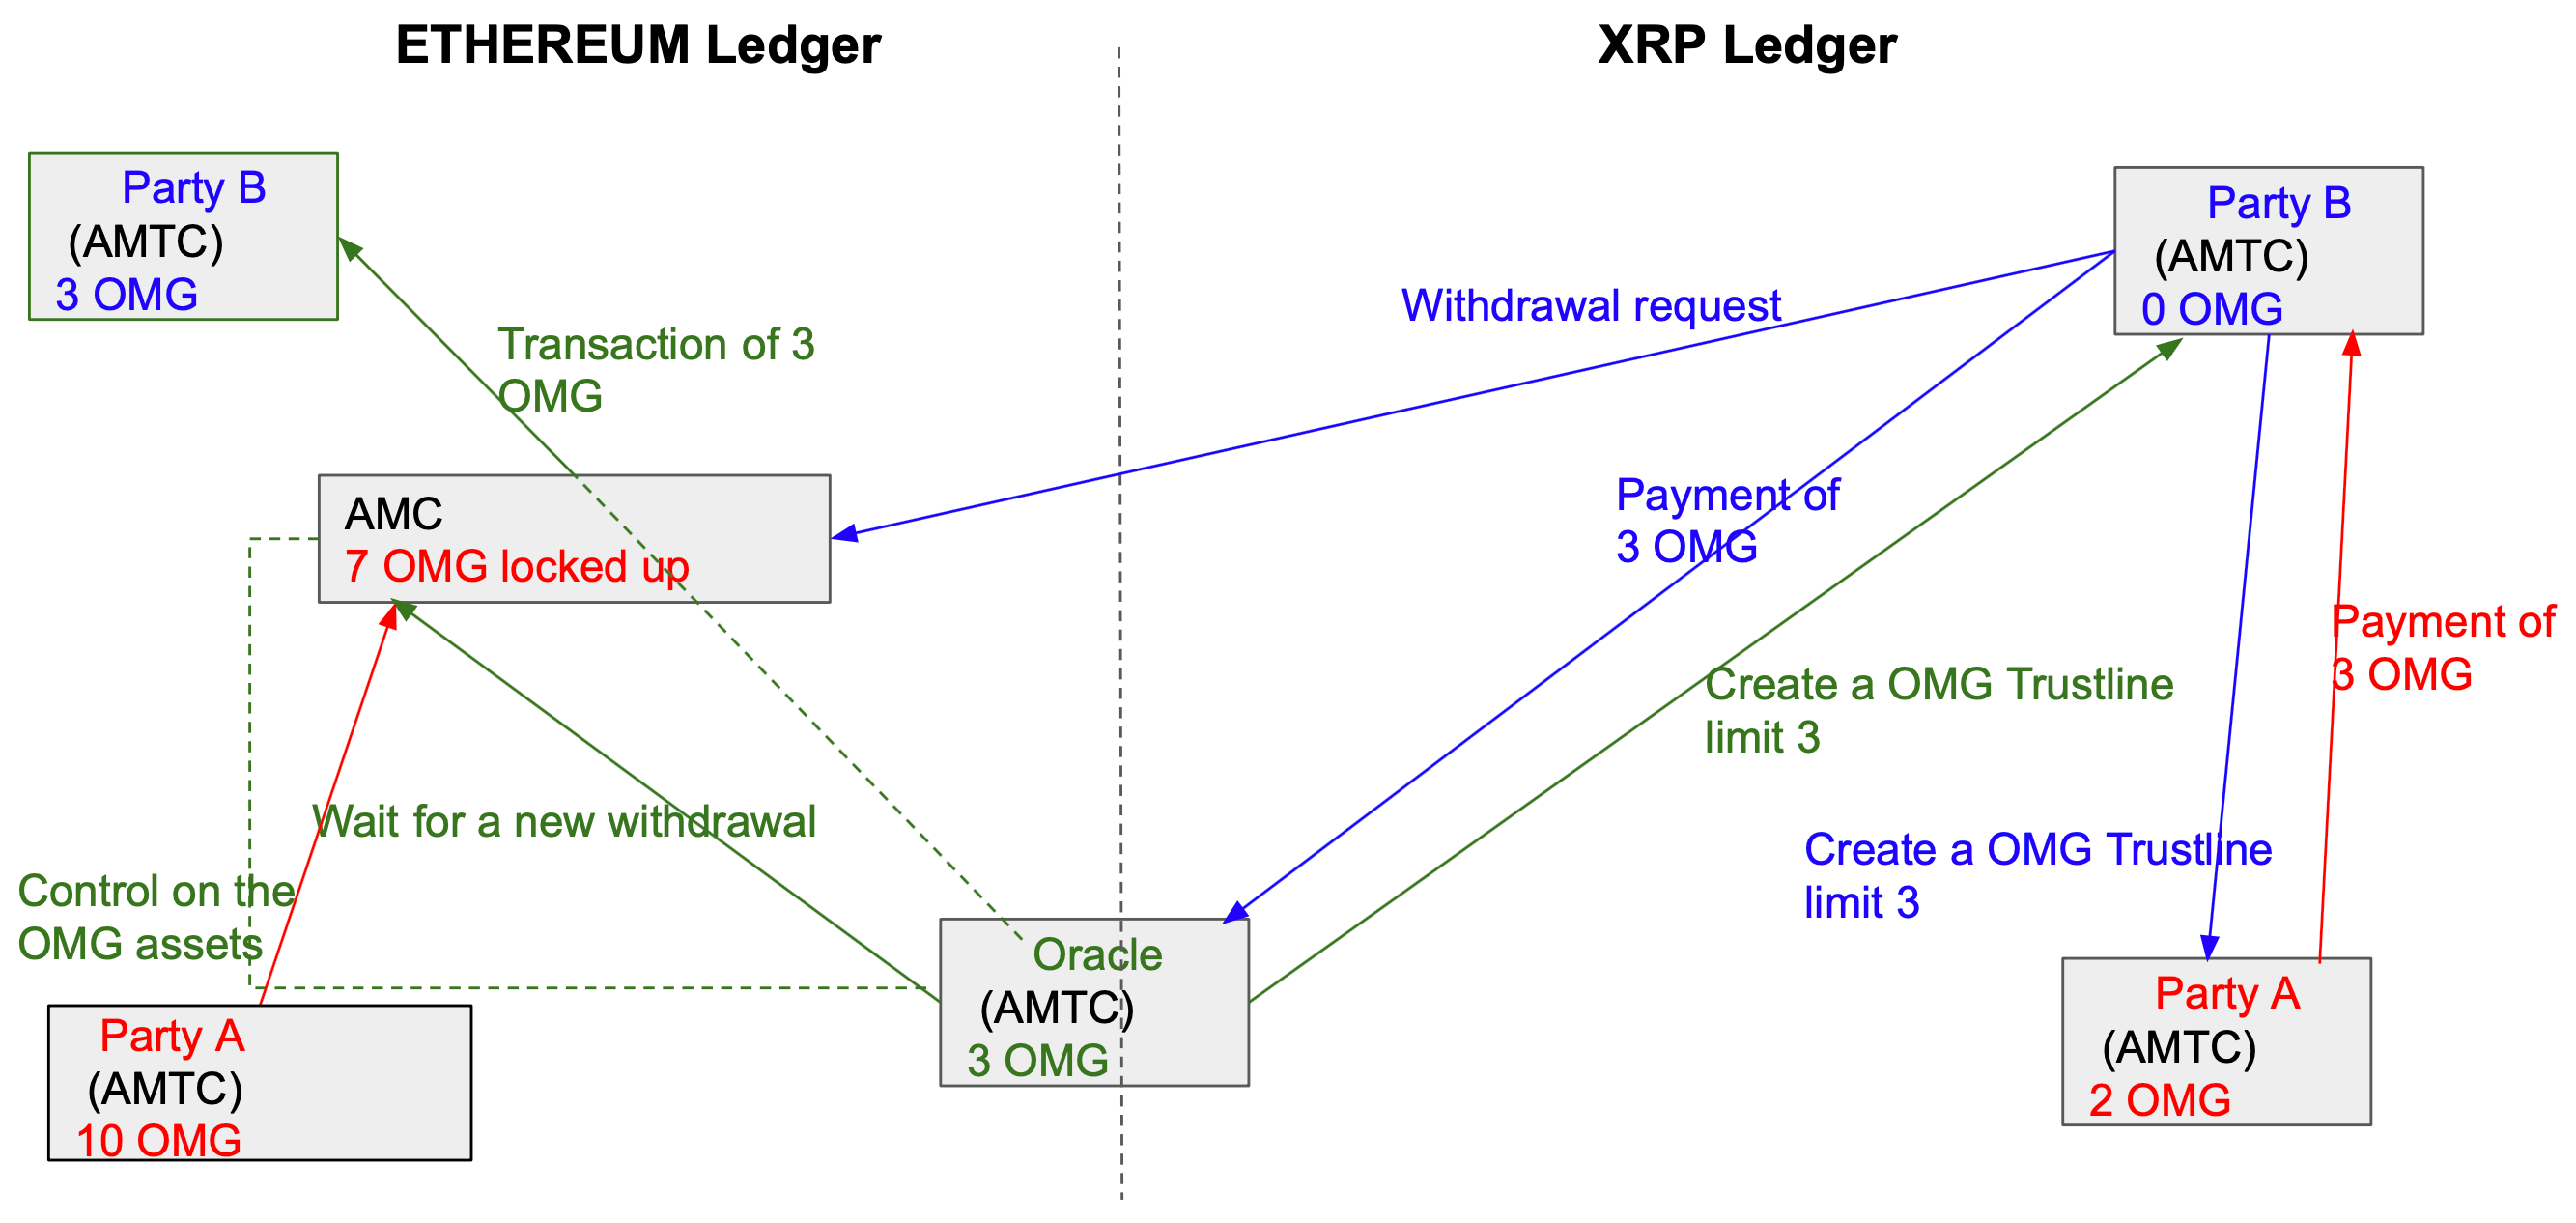 ETHEREUM Ledger
XRP Ledger
Party B
(AMTC)
3 OMG
Party B
(AMTC)
0 OMG
Withdrawal request
Transaction of 3
OMG
AMC
7 OMG locked up
Payment of
3 OMG
Payment of
3 OMG
Create a OMG Trustline
limit 3
Wait for a new withdrawal
Create a OMG Trustline
limit 3
Control on the
OMG assets
Oracle
(AMTC)
3 OMG
Party A
(AMTC)
2 OMG
Party A
(AMTC)
10 OMG